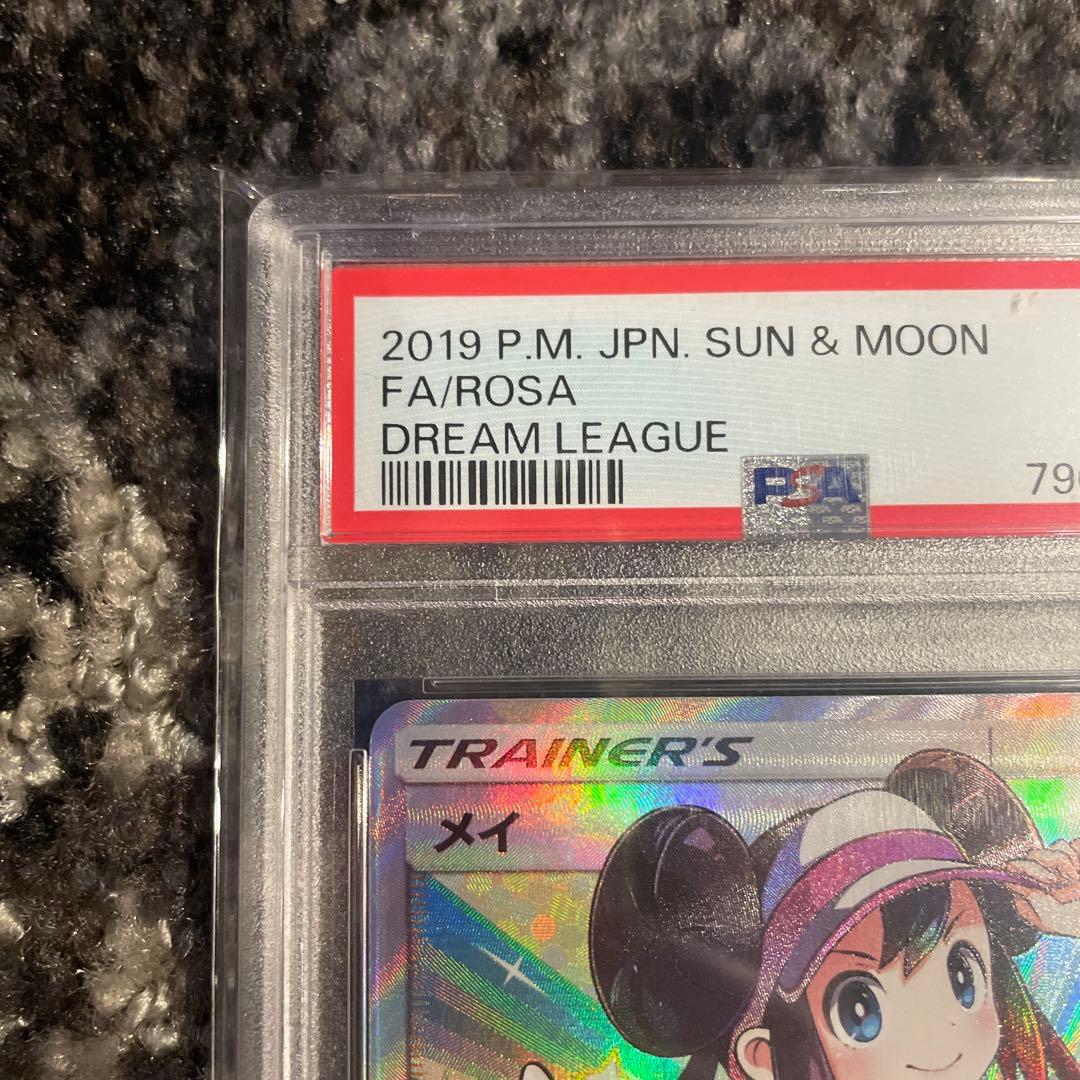 2019 P.M. JPN. SUN & MOON
FA/ROSA
DREAM LEAGUE
PSA
TRAINER'S
メイ